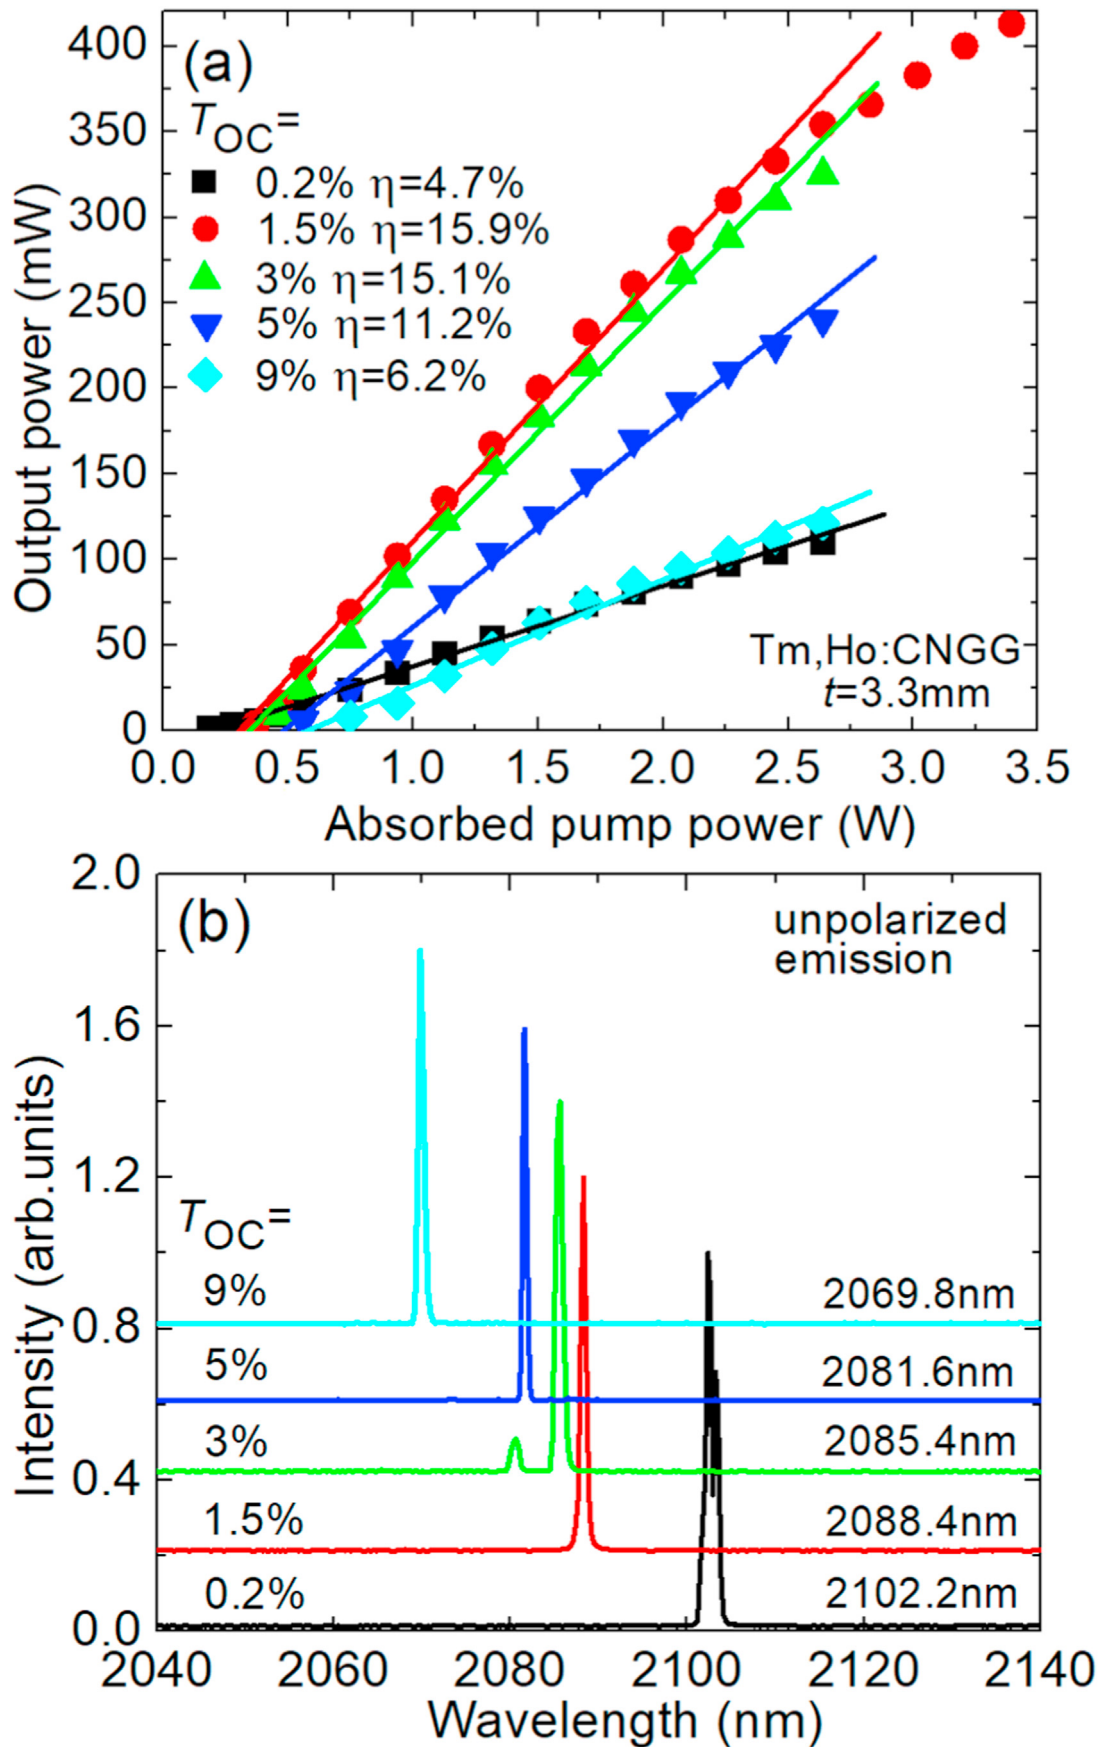 (a)
T_OC=
0.2% η=4.7%
1.5% η=15.9%
3% η=15.1%
5% η=11.2%
9% η=6.2%
Tm,Ho:CNGG
t=3.3mm
Output power (mW)
400
350
300
250
200
150
100
50
0
0.0 0.5 1.0 1.5 2.0 2.5 3.0 3.5
Absorbed pump power (W)
(b)
unpolarized
emission
T_OC=
9% 2069.8nm
5% 2081.6nm
3% 2085.4nm
1.5% 2088.4nm
0.2% 2102.2nm
Intensity (arb.units)
2.0
1.6
1.2
0.8
0.4
0.0
2040 2060 2080 2100 2120 2140
Wavelength (nm)